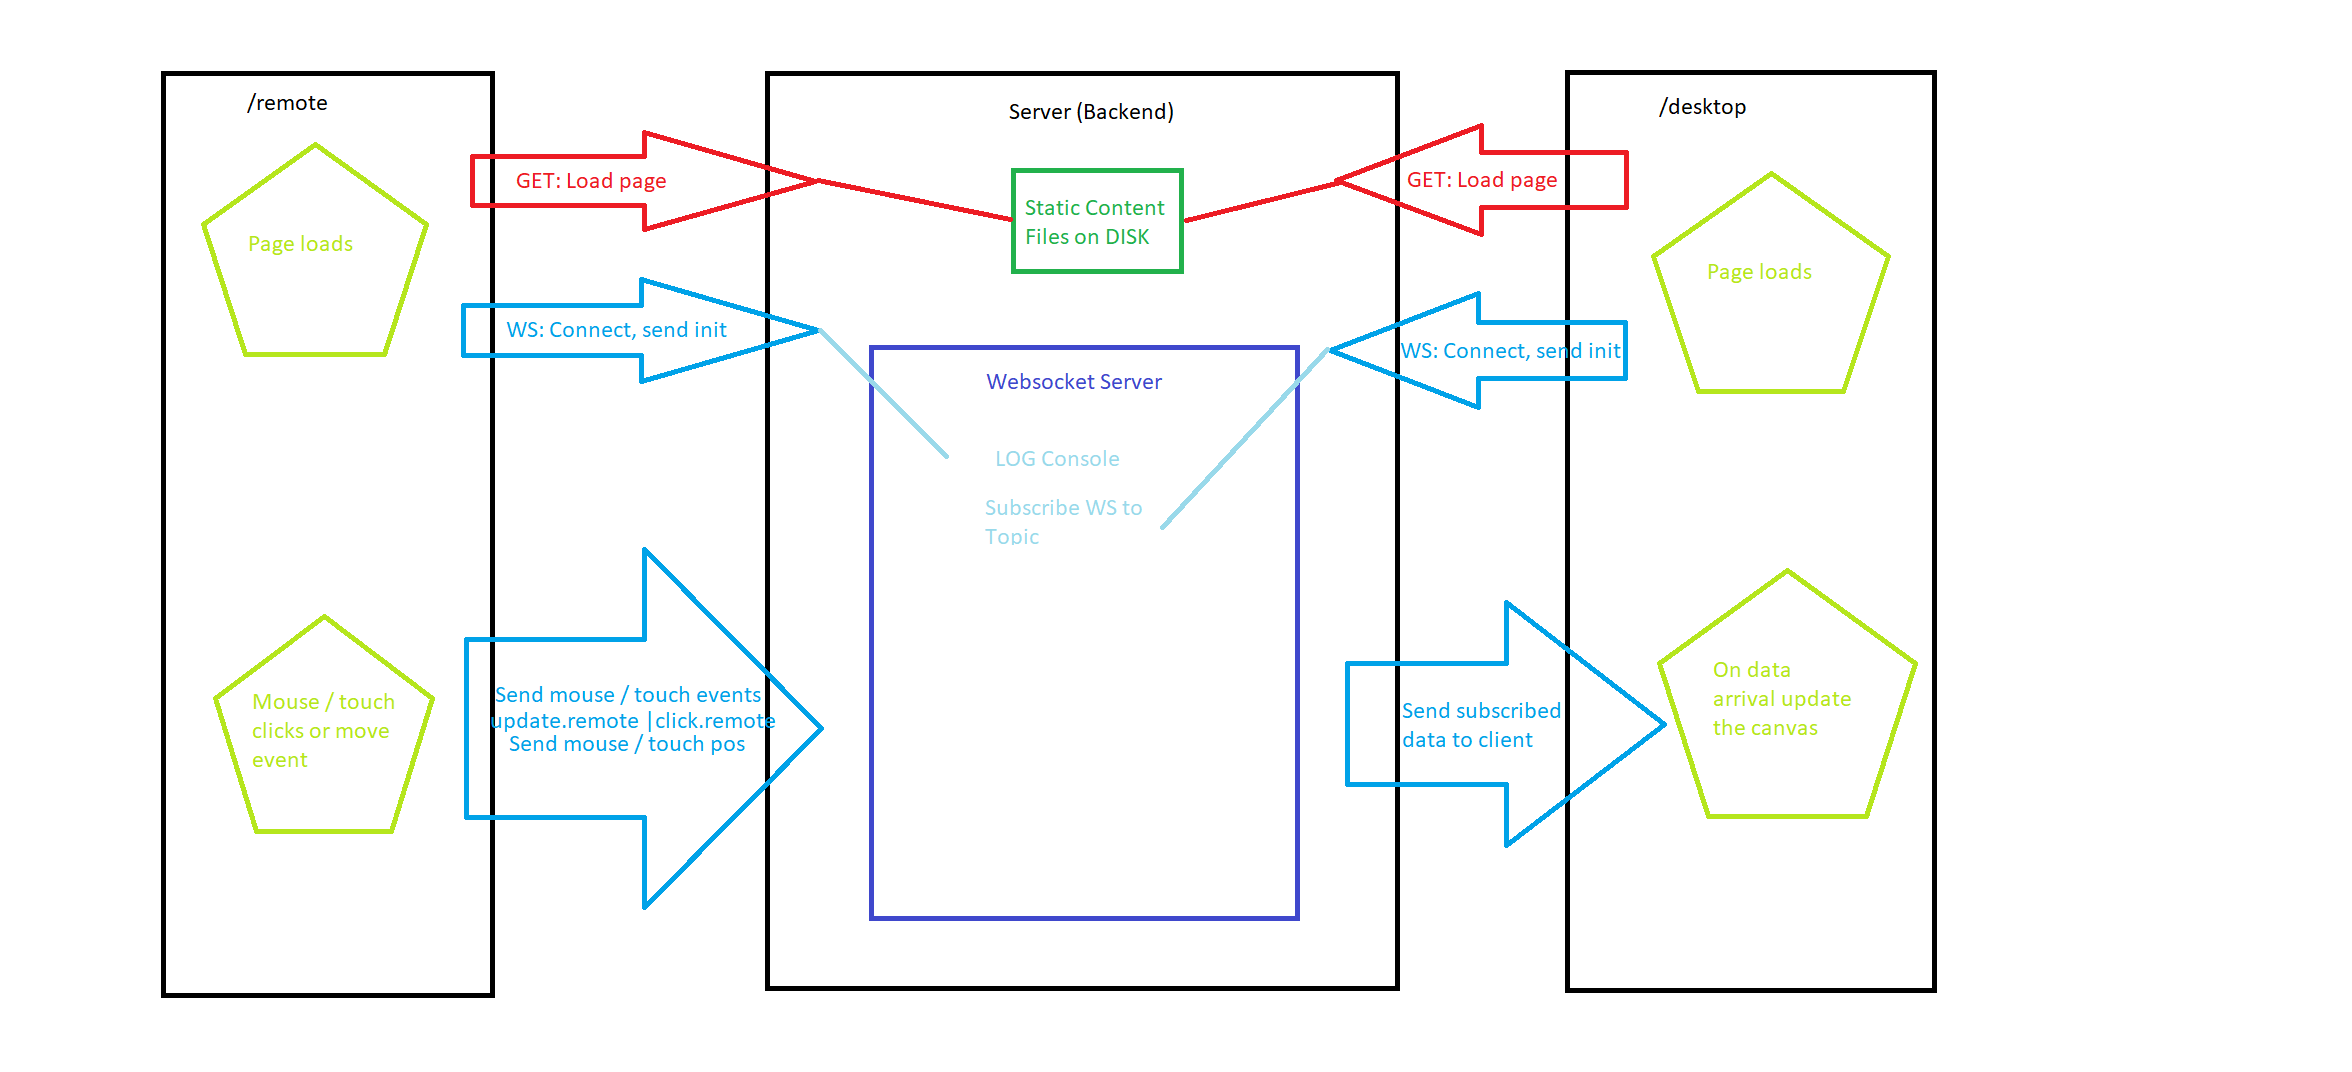 /remote
Page loads
Mouse / touch
clicks or move
event
GET: Load page
WS: Connect, send init
Send mouse / touch events
update.remote |click.remote
Send mouse / touch pos
Server (Backend)
Static Content
Files on DISK
Websocket Server
LOG Console
Subscribe WS to
Topic
GET: Load page
WS: Connect, send init
Send subscribed
data to client
/desktop
Page loads
On data
arrival update
the canvas